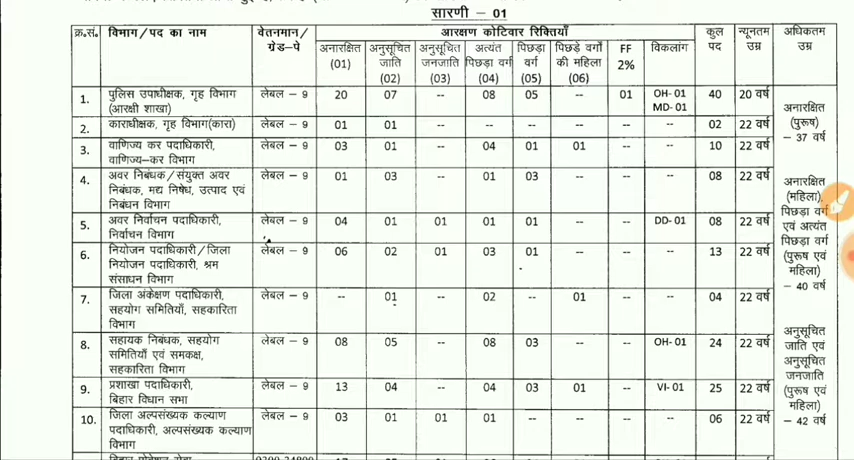 सारणी – 01
क्र.सं. विभाग/पद का नाम वेतनमान/ग्रेड–पे आरक्षण कोटिवार रिक्तियाँ कुल पद न्यूनतम उम्र अधिकतम उम्र
अनारक्षित (01) अनुसूचित जाति (02) अनुसूचित जनजाति (03) अत्यंत पिछड़ा वर्ग (04) पिछड़ा वर्ग (05) पिछड़े वर्गों की महिला (06) FF 2% विकलांग
1. पुलिस उपाधीक्षक, गृह विभाग लेबल – 9 20 07 -- 08 05 -- 01 OH- 01 40 20 वर्ष
(आरक्षी शाखा) MD- 01
2. काराधीक्षक, गृह विभाग(कारा) लेबल – 9 01 01 -- -- -- -- -- -- 02 22 वर्ष
3. वाणिज्य कर पदाधिकारी, लेबल – 9 03 01 -- 04 01 01 -- -- 10 22 वर्ष
वाणिज्य–कर विभाग
4. अवर निबंधक/संयुक्त अवर लेबल – 9 01 03 -- 01 03 -- -- -- 08 22 वर्ष
निबंधक, मद्य निषेध, उत्पाद एवं
निबंधन विभाग
5. अवर निर्वाचन पदाधिकारी, लेबल – 9 04 01 01 01 01 -- -- DD- 01 08 22 वर्ष
निर्वाचन विभाग
6. नियोजन पदाधिकारी/जिला लेबल – 9 06 02 01 03 01 -- -- -- 13 22 वर्ष
नियोजन पदाधिकारी, श्रम
संसाधन विभाग
7. जिला अंकेक्षण पदाधिकारी, लेबल – 9 -- 01 -- 02 -- 01 -- -- 04 22 वर्ष
सहयोग समितियाँ, सहकारिता
विभाग
8. सहायक निबंधक, सहयोग लेबल – 9 08 05 -- 08 03 -- -- OH- 01 24 22 वर्ष
समितियाँ एवं समकक्ष,
सहकारिता विभाग
9. प्रशाखा पदाधिकारी, लेबल – 9 13 04 -- 04 03 01 -- VI- 01 25 22 वर्ष
बिहार विधान सभा
10. जिला अल्पसंख्यक कल्याण लेबल – 9 03 01 01 01 -- -- -- -- 06 22 वर्ष
पदाधिकारी, अल्पसंख्यक कल्याण
विभाग
अनारक्षित
(पुरूष)
– 37 वर्ष
अनारक्षित
(महिला),
पिछड़ा वर्ग
एवं अत्यंत
पिछड़ा वर्ग
(पुरूष एवं
महिला)
– 40 वर्ष
अनुसूचित
जाति एवं
अनुसूचित
जनजाति
(पुरूष एवं
महिला)
– 42 वर्ष